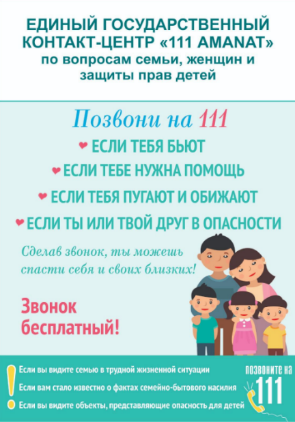 ЕДИНЫЙ ГОСУДАРСТВЕННЫЙ
КОНТАКТ-ЦЕНТР «111 AMANAT»
по вопросам семьи, женщин и
защиты прав детей
Позвони на 111
ЕСЛИ ТЕБЯ БЬЮТ
ЕСЛИ ТЕБЕ НУЖНА ПОМОЩЬ
ЕСЛИ ТЕБЯ ПУГАЮТ И ОБИЖАЮТ
ЕСЛИ ТЫ ИЛИ ТВОЙ ДРУГ В ОПАСНОСТИ
Сделав звонок, ты можешь
спасти себя и своих близких!
Звонок
бесплатный!
Если вы видите семью в трудной жизненной ситуации
Если вам стало известно о фактах семейно-бытового насилия
Если вы видите объекты, представляющие опасность для детей
позвоните на
111